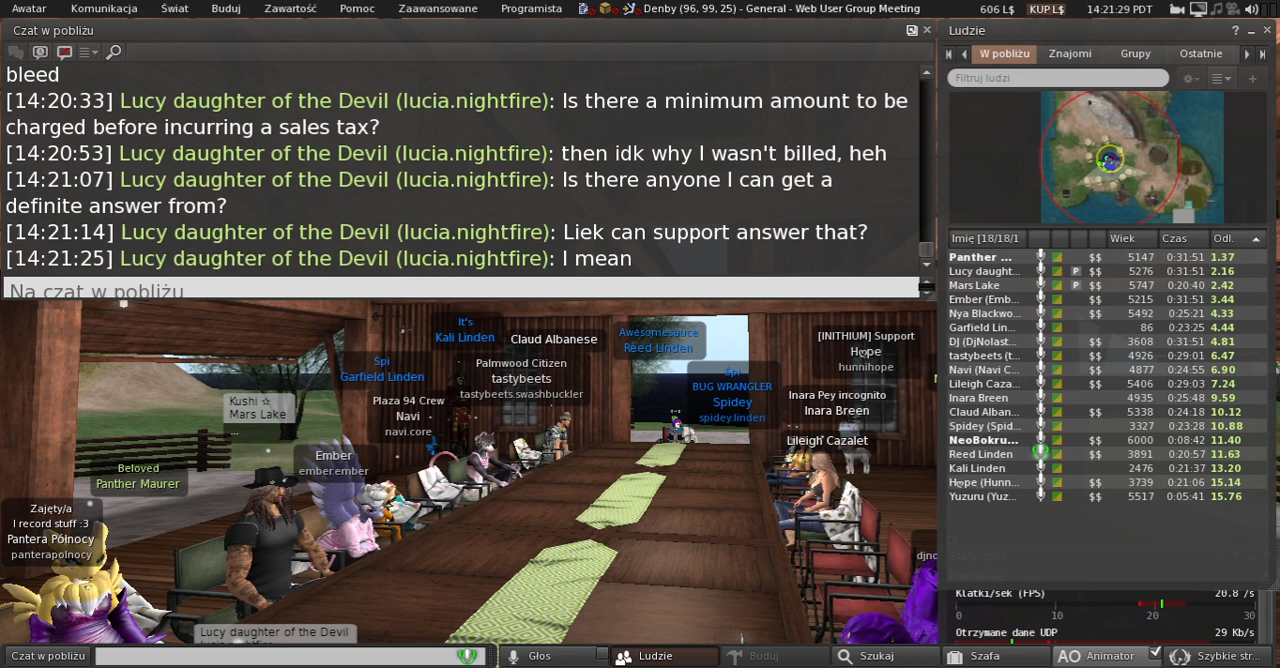 Awatar Komunikacja Świat Buduj Zawartość Pomoc Zaawansowane Programista Denby (96, 99, 25) - General - Web User Group Meeting 606 L$ KUP L$ 14:21:29 PDT
Czat w pobliżu
bleed
[14:20:33] Lucy daughter of the Devil (lucia.nightfire): Is there a minimum amount to be
charged before incurring a sales tax?
[14:20:53] Lucy daughter of the Devil (lucia.nightfire): then idk why I wasn't billed, heh
[14:21:07] Lucy daughter of the Devil (lucia.nightfire): Is there anyone I can get a
definite answer from?
[14:21:14] Lucy daughter of the Devil (lucia.nightfire): Liek can support answer that?
[14:21:25] Lucy daughter of the Devil (lucia.nightfire): I mean
Na czat w pobliżu
Ludzie
W pobliżu Znajomi Grupy Ostatnie
Filtruj ludzi
Imię [18/18/1 Wiek Czas Odl.
Panther ... $$ 5147 0:31:51 1.37
Lucy daught... P $$ 5276 0:31:51 2.16
Mars Lake P $$ 5747 0:20:40 2.42
Ember (Emb... $$ 5215 0:31:51 3.44
Nya Blackwo... $$ 5492 0:25:21 4.33
Garfield Lin... 86 0:23:25 4.44
DJ (DjNolast... $$ 3608 0:31:51 4.81
tastybeets (t... $$ 4926 0:29:01 6.47
Navi (Navi C... $$ 4877 0:24:55 6.90
Lileigh Caza... $$ 5406 0:29:03 7.24
Inara Breen 4935 0:25:48 9.59
Claud Alban... $$ 5338 0:24:18 10.12
Spidey (Spid... 3327 0:23:28 10.88
NeoBokru... $$ 6000 0:08:42 11.40
Reed Linden $$ 3891 0:20:57 11.63
Kali Linden 2476 0:21:37 13.20
Hope (Hunn... $$ 3739 0:21:06 15.14
Yuzuru (Yuz... $$ 5517 0:05:41 15.76
It's
Kali Linden
Claud Albanese
Awesomesauce
Reed Linden
[INITHIUM] Support
Hope
hunnihope
Śpi
Garfield Linden
Palmwood Citizen
tastybeets
tastybeets.swashbuckler
Śpi
BUG WRANGLER
Spidey
spidey.linden
Kushi ☆
Mars Lake
...
Plaza 94 Crew
Navi
navi.core
Inara Pey incognito
Inara Breen
Lileigh Cazalet
Ember
ember.ember
Beloved
Panther Maurer
Zajęty/a
I record stuff :3
Pantera Północy
panterapolnocy
djno
Lucy daughter of the Devil
Klatki/sek (FPS) 20.8 /s
0 10 20 30
Otrzymane dane UDP 29 Kb/s
Czat w pobliżu Głos Ludzie Buduj Szukaj Szafa AO Animator Szybkie str...